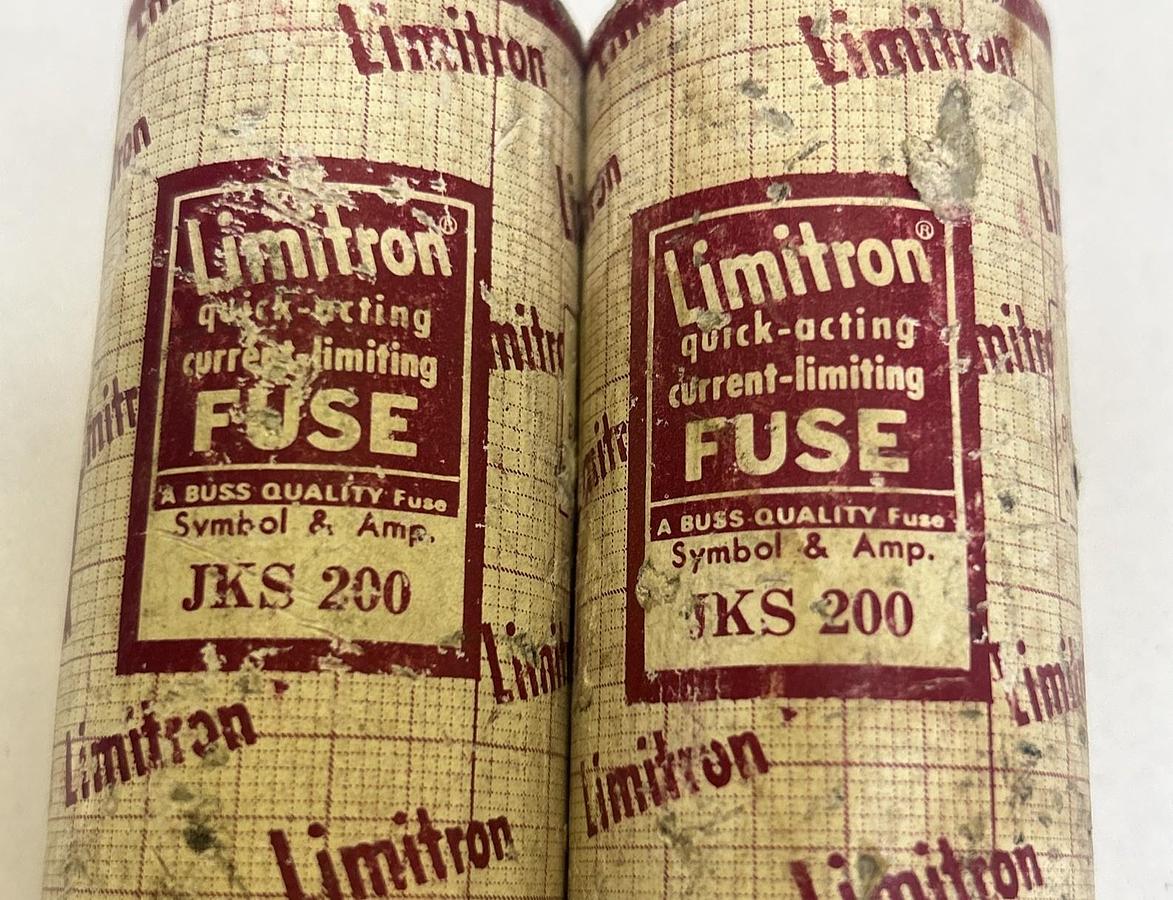 Limitron
Limitron
Limitron®
quick-acting
current-limiting
FUSE
A BUSS QUALITY Fuse
Symbol & Amp.
JKS 200
Limitron®
quick-acting
current-limiting
FUSE
A BUSS QUALITY Fuse
Symbol & Amp.
JKS 200
Limitron
Limitron
Limitron
Limitron